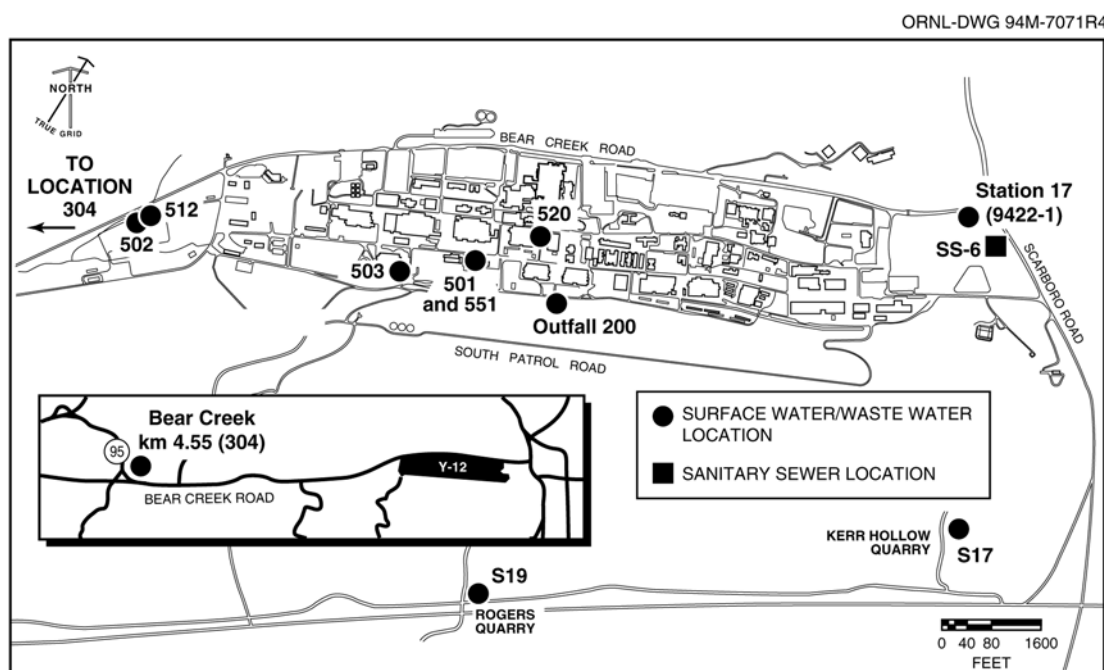 ORNL-DWG 94M-7071R4
NORTH
TRUE GRID
TO
LOCATION
304
BEAR CREEK ROAD
512
502
520
Station 17
(9422-1)
SS-6
SCARBORO ROAD
503
501
and 551
Outfall 200
SOUTH PATROL ROAD
Bear Creek
km 4.55 (304)
95
Y-12
BEAR CREEK ROAD
SURFACE WATER/WASTE WATER
LOCATION
SANITARY SEWER LOCATION
KERR HOLLOW
QUARRY
S17
S19
ROGERS
QUARRY
0 40 80 1600
FEET